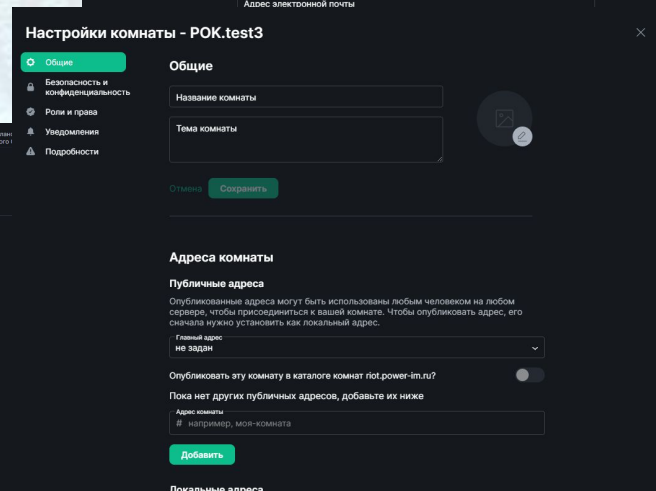 Адрес электронной почты
Настройки комнаты - POK.test3
Общие
Безопасность и
конфиденциальность
Роли и права
Уведомления
Подробности
Общие
Название комнаты
Тема комнаты
Отмена
Сохранить
Адреса комнаты
Публичные адреса
Опубликованные адреса могут быть использованы любым человеком на любом
сервере, чтобы присоединиться к вашей комнате. Чтобы опубликовать адрес, его
сначала нужно установить как локальный адрес.
Главный адрес
не задан
Опубликовать эту комнату в каталоге комнат riot.power-im.ru?
Пока нет других публичных адресов, добавьте их ниже
Адрес комнаты
# например, моя-комната
Добавить
Локальные адреса